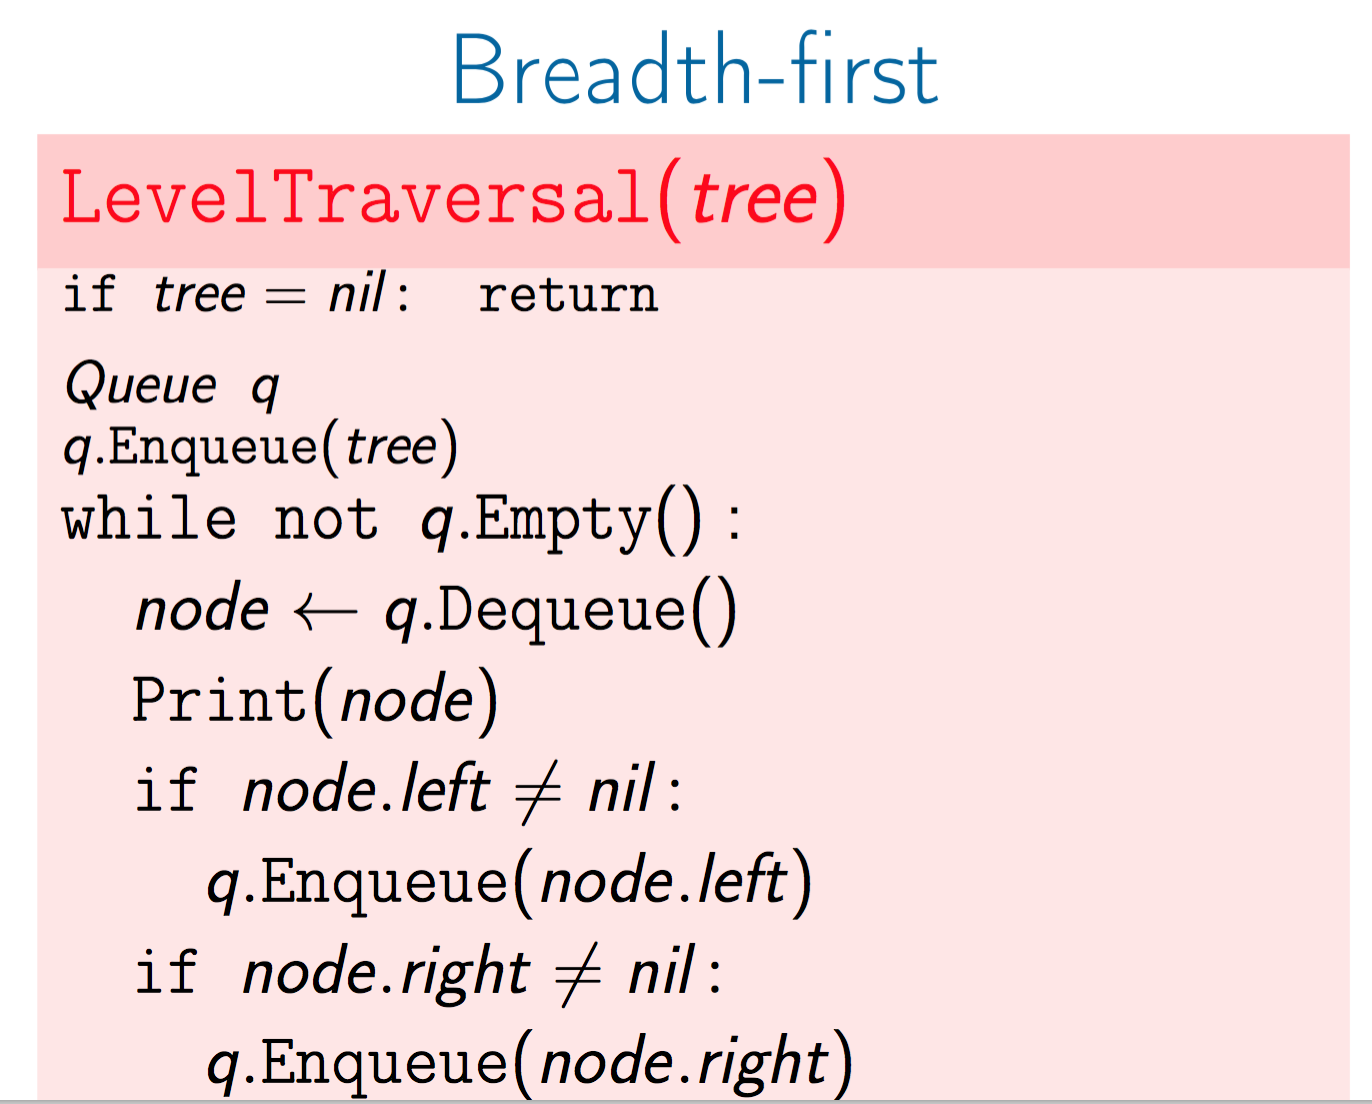 Breadth-first
LevelTraversal(tree)
if tree = nil: return
Queue q
q.Enqueue(tree)
while not q.Empty():
node ← q.Dequeue()
Print(node)
if node.left ≠ nil:
q.Enqueue(node.left)
if node.right ≠ nil:
q.Enqueue(node.right)